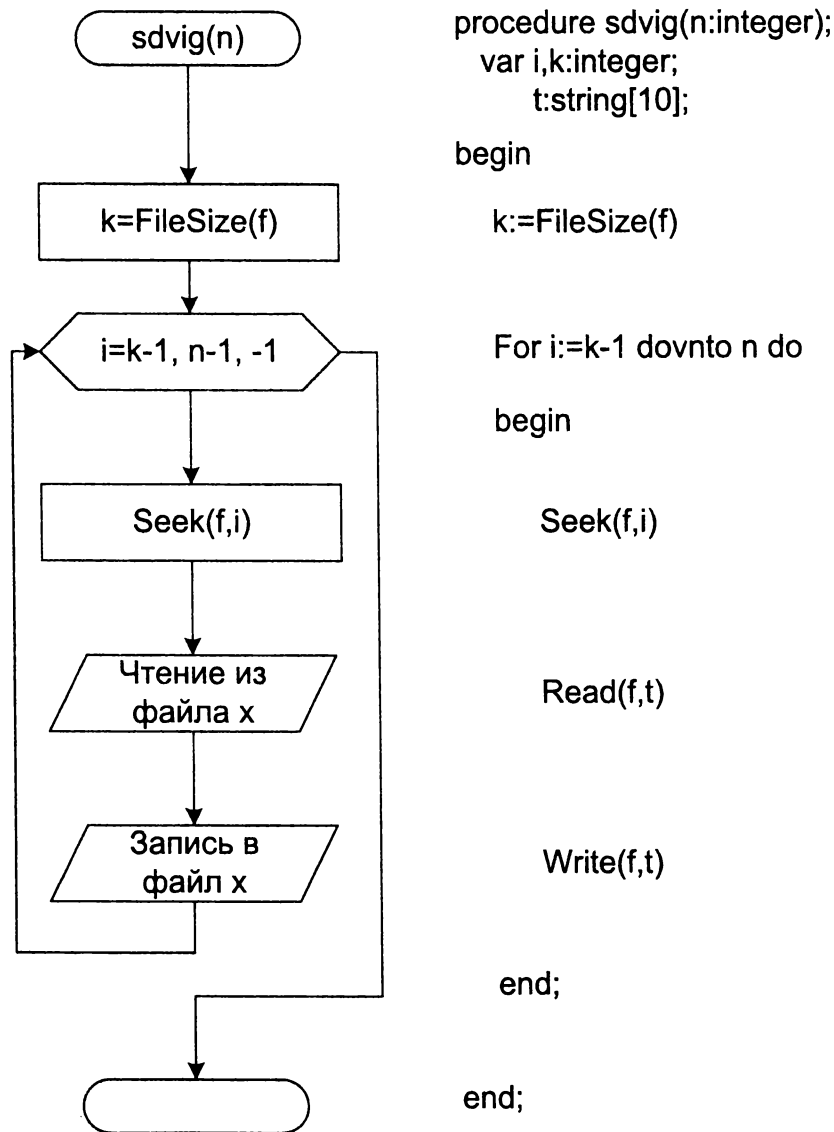 sdvig(n)
procedure sdvig(n:integer);
var i,k:integer;
t:string[10];
begin
k=FileSize(f)
k:=FileSize(f)
i=k-1, n-1, -1
For i:=k-1 dovnto n do
begin
Seek(f,i)
Seek(f,i)
Чтение из
файла x
Read(f,t)
Запись в
файл x
Write(f,t)
end;
end;